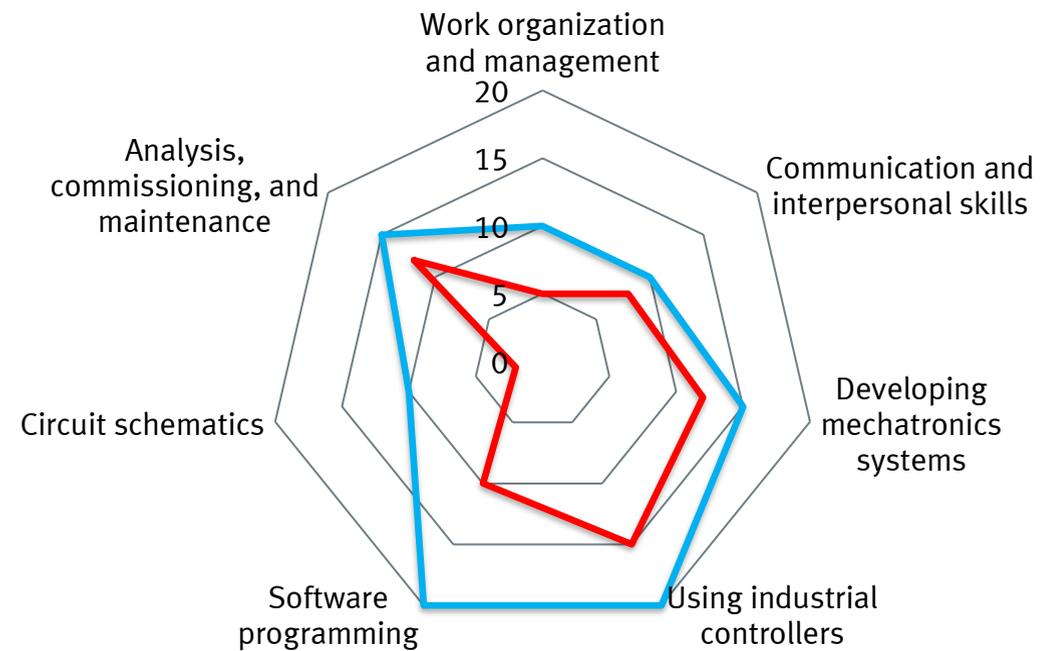 Work organization
and management
20
15
10
5
0
Communication and
interpersonal skills
Developing
mechatronics
systems
Using industrial
controllers
Software
programming
Circuit schematics
Analysis,
commissioning, and
maintenance